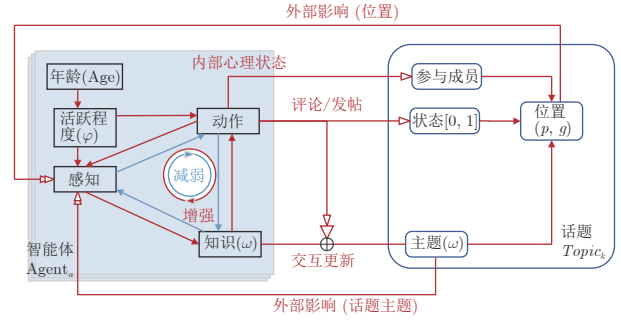 外部影响 (位置)
年龄(Age)
内部心理状态
参与成员
活跃程
度(φ)
动作
评论/发帖
状态[0, 1]
位置
(p, g)
感知
减弱
增强
智能体
Agentₐ
知识(ω)
交互更新
主题(ω)
话题
Topicₖ
外部影响 (话题主题)